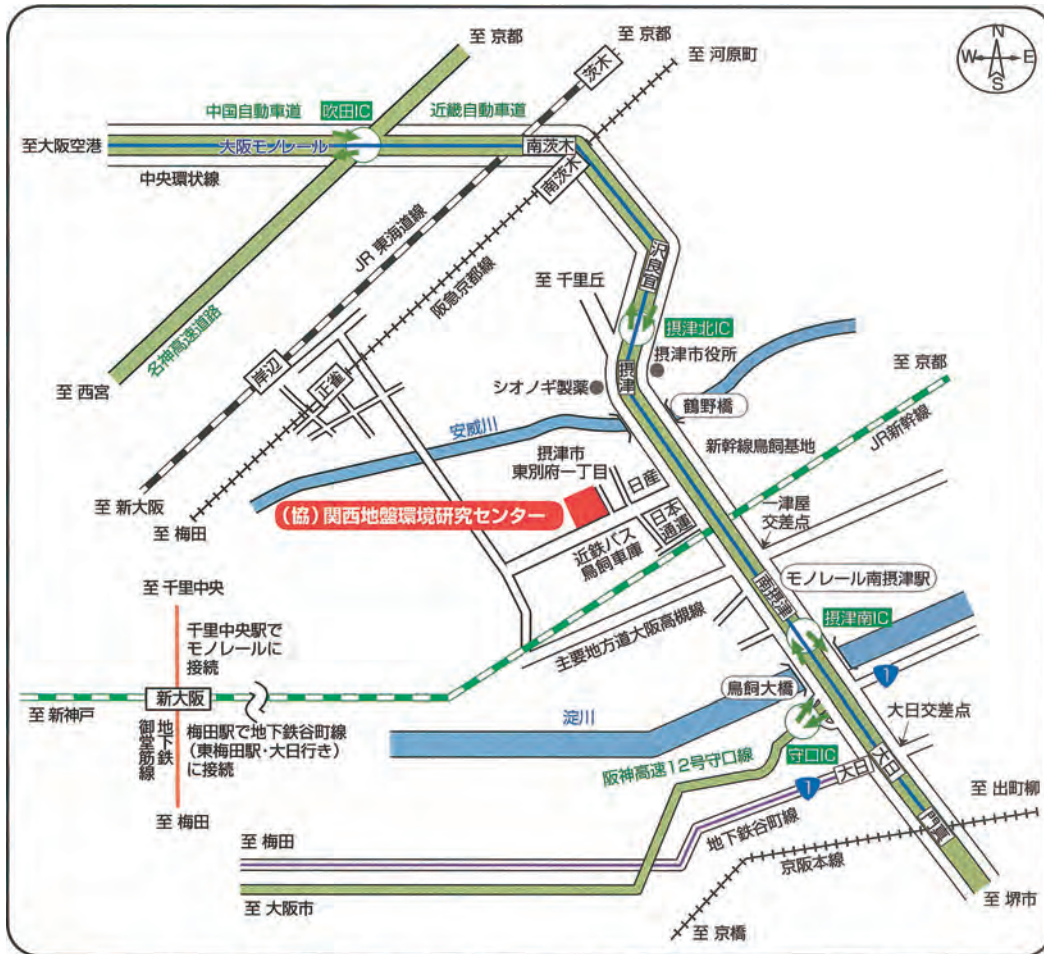 至 京都
至 京都
至 河原町
N
W
E
S
茨木
中国自動車道
吹田IC
近畿自動車道
至大阪空港
大阪モノレール
南茨木
南茨木
中央環状線
JR 東海道線
阪急京都線
沢良宜
至 千里丘
摂津北IC
名神高速道路
摂津市役所
至 西宮
岸辺
正雀
シオノギ製薬
摂津
至 京都
鶴野橋
安威川
新幹線鳥飼基地
JR新幹線
摂津市
東別府一丁目
日産
至 新大阪
(協)関西地盤環境研究センター
日本
通運
一津屋
交差点
至 梅田
近鉄バス
鳥飼車庫
至 千里中央
モノレール南摂津駅
南摂津
千里中央駅で
モノレールに
接続
主要地方道大阪高槻線
摂津南IC
1
新大阪
鳥飼大橋
至 新神戸
地下鉄
御堂筋線
梅田駅で地下鉄谷町線
(東梅田駅・大日行き)
に接続
淀川
大日交差点
守口IC
阪神高速12号守口線
大日
大日
1
至 出町柳
至 梅田
至 梅田
地下鉄谷町線
門真
京阪本線
至 大阪市
至 堺市
至 京橋